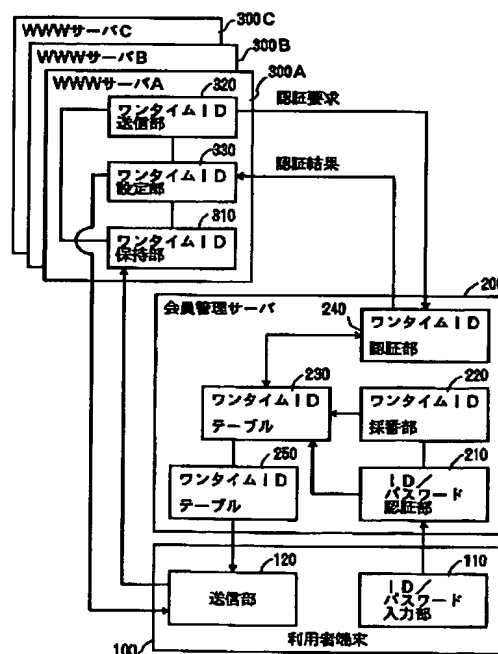 300C
WWWサーバC
300B
WWWサーバB
300A
WWWサーバA
320
ワンタイムID
送信部
認証要求
330
ワンタイムID
設定部
認証結果
310
ワンタイムID
保持部
200
会員管理サーバ
240
ワンタイムID
認証部
230
ワンタイムID
テーブル
220
ワンタイムID
採番部
250
ワンタイムID
テーブル
210
ID/
パスワード
認証部
120
送信部
110
ID/
パスワード
入力部
利用者端末
100